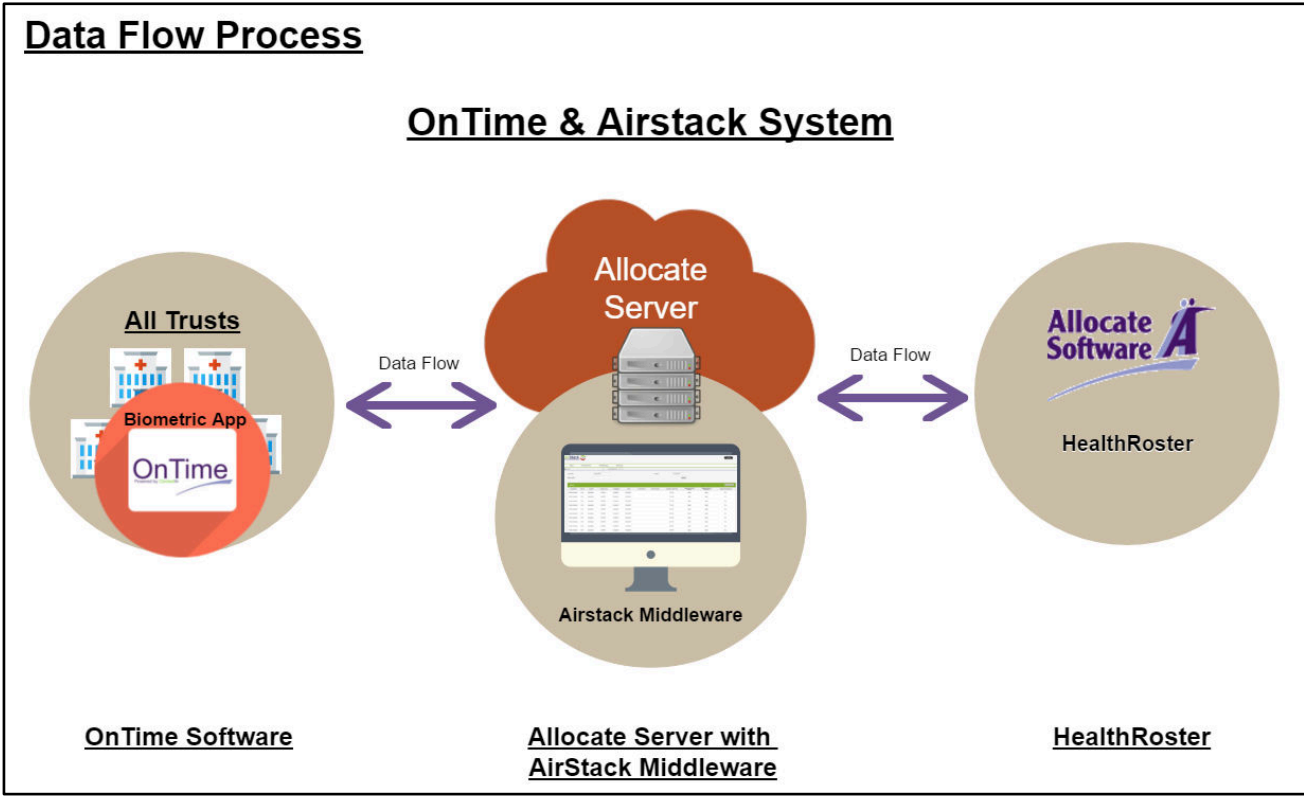 Data Flow Process
OnTime & Airstack System
All Trusts
Biometric App
OnTime
Data Flow
Allocate
Server
Airstack Middleware
Data Flow
Allocate
Software
HealthRoster
OnTime Software
Allocate Server with
AirStack Middleware
HealthRoster